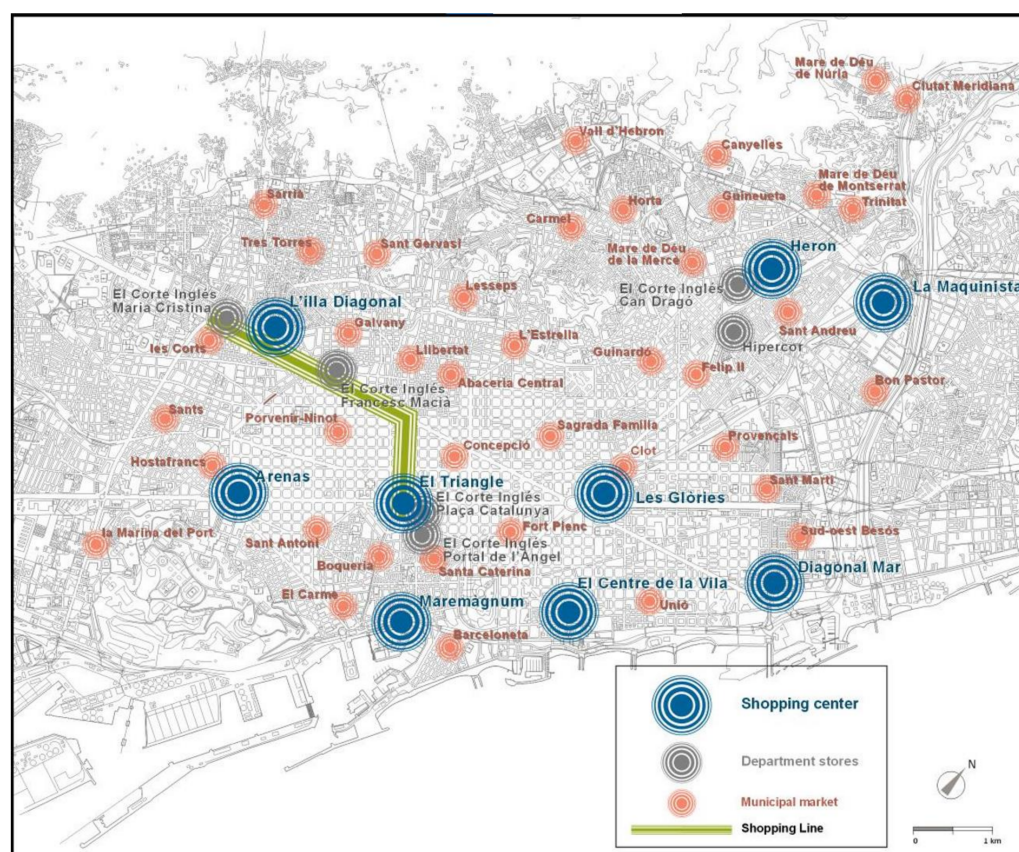 Mare de Déu
de Núria
Ciutat Meridiana
Vall d'Hebron
Canyelles
Mare de Déu
de Montserrat
Trinitat
Sarrià
Horta
Guineueta
Carmel
Tres Torres
Sant Gervasi
Mare de Déu
de la Mercè
Heron
El Corte Inglés
Can Dragó
La Maquinista
El Corte Inglés
Maria Cristina
L'illa Diagonal
Lesseps
Galvany
L'Estrella
Sant Andreu
Hipercor
les Corts
Llibertat
Guinardó
Abaceria Central
Felip II
Bon Pastor
El Corte Inglés
Francesc Macià
Sants
Porvenir-Ninot
Sagrada Família
Concepció
Clot
Provençals
Hostafrancs
Arenas
El Triangle
El Corte Inglés
Plaça Catalunya
Les Glòries
Sant Martí
la Marina del Port
Sant Antoni
Fort Pienc
Sud-oest Besòs
El Corte Inglés
Portal de l'Àngel
Boqueria
Santa Caterina
Diagonal Mar
El Centre de la Vila
El Carme
Maremàgnum
Unió
Barceloneta
Shopping center
Department stores
Municipal market
Shopping Line
N
0 1 km